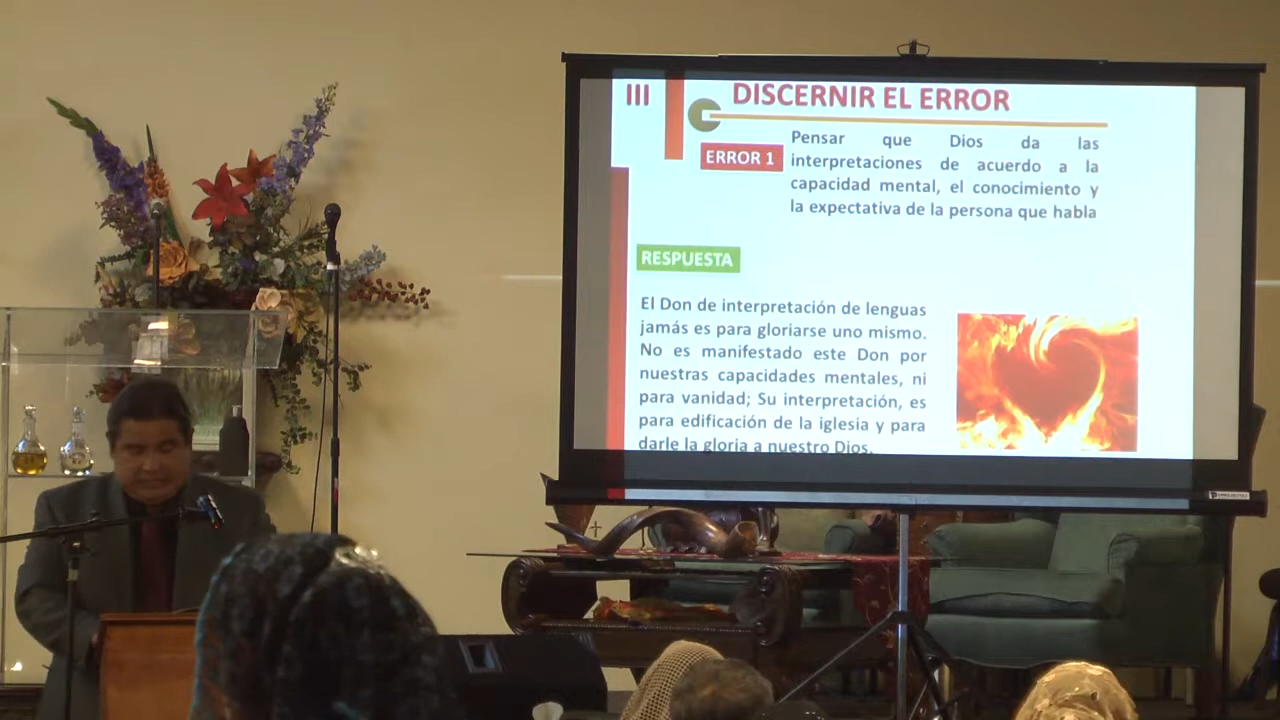 III
DISCERNIR EL ERROR
ERROR 1
Pensar que Dios da las
interpretaciones de acuerdo a la
capacidad mental, el conocimiento y
la expectativa de la persona que habla
RESPUESTA
El Don de interpretación de lenguas
jamás es para gloriarse uno mismo.
No es manifestado este Don por
nuestras capacidades mentales, ni
para vanidad; Su interpretación, es
para edificación de la iglesia y para
darle la gloria a nuestro Dios.